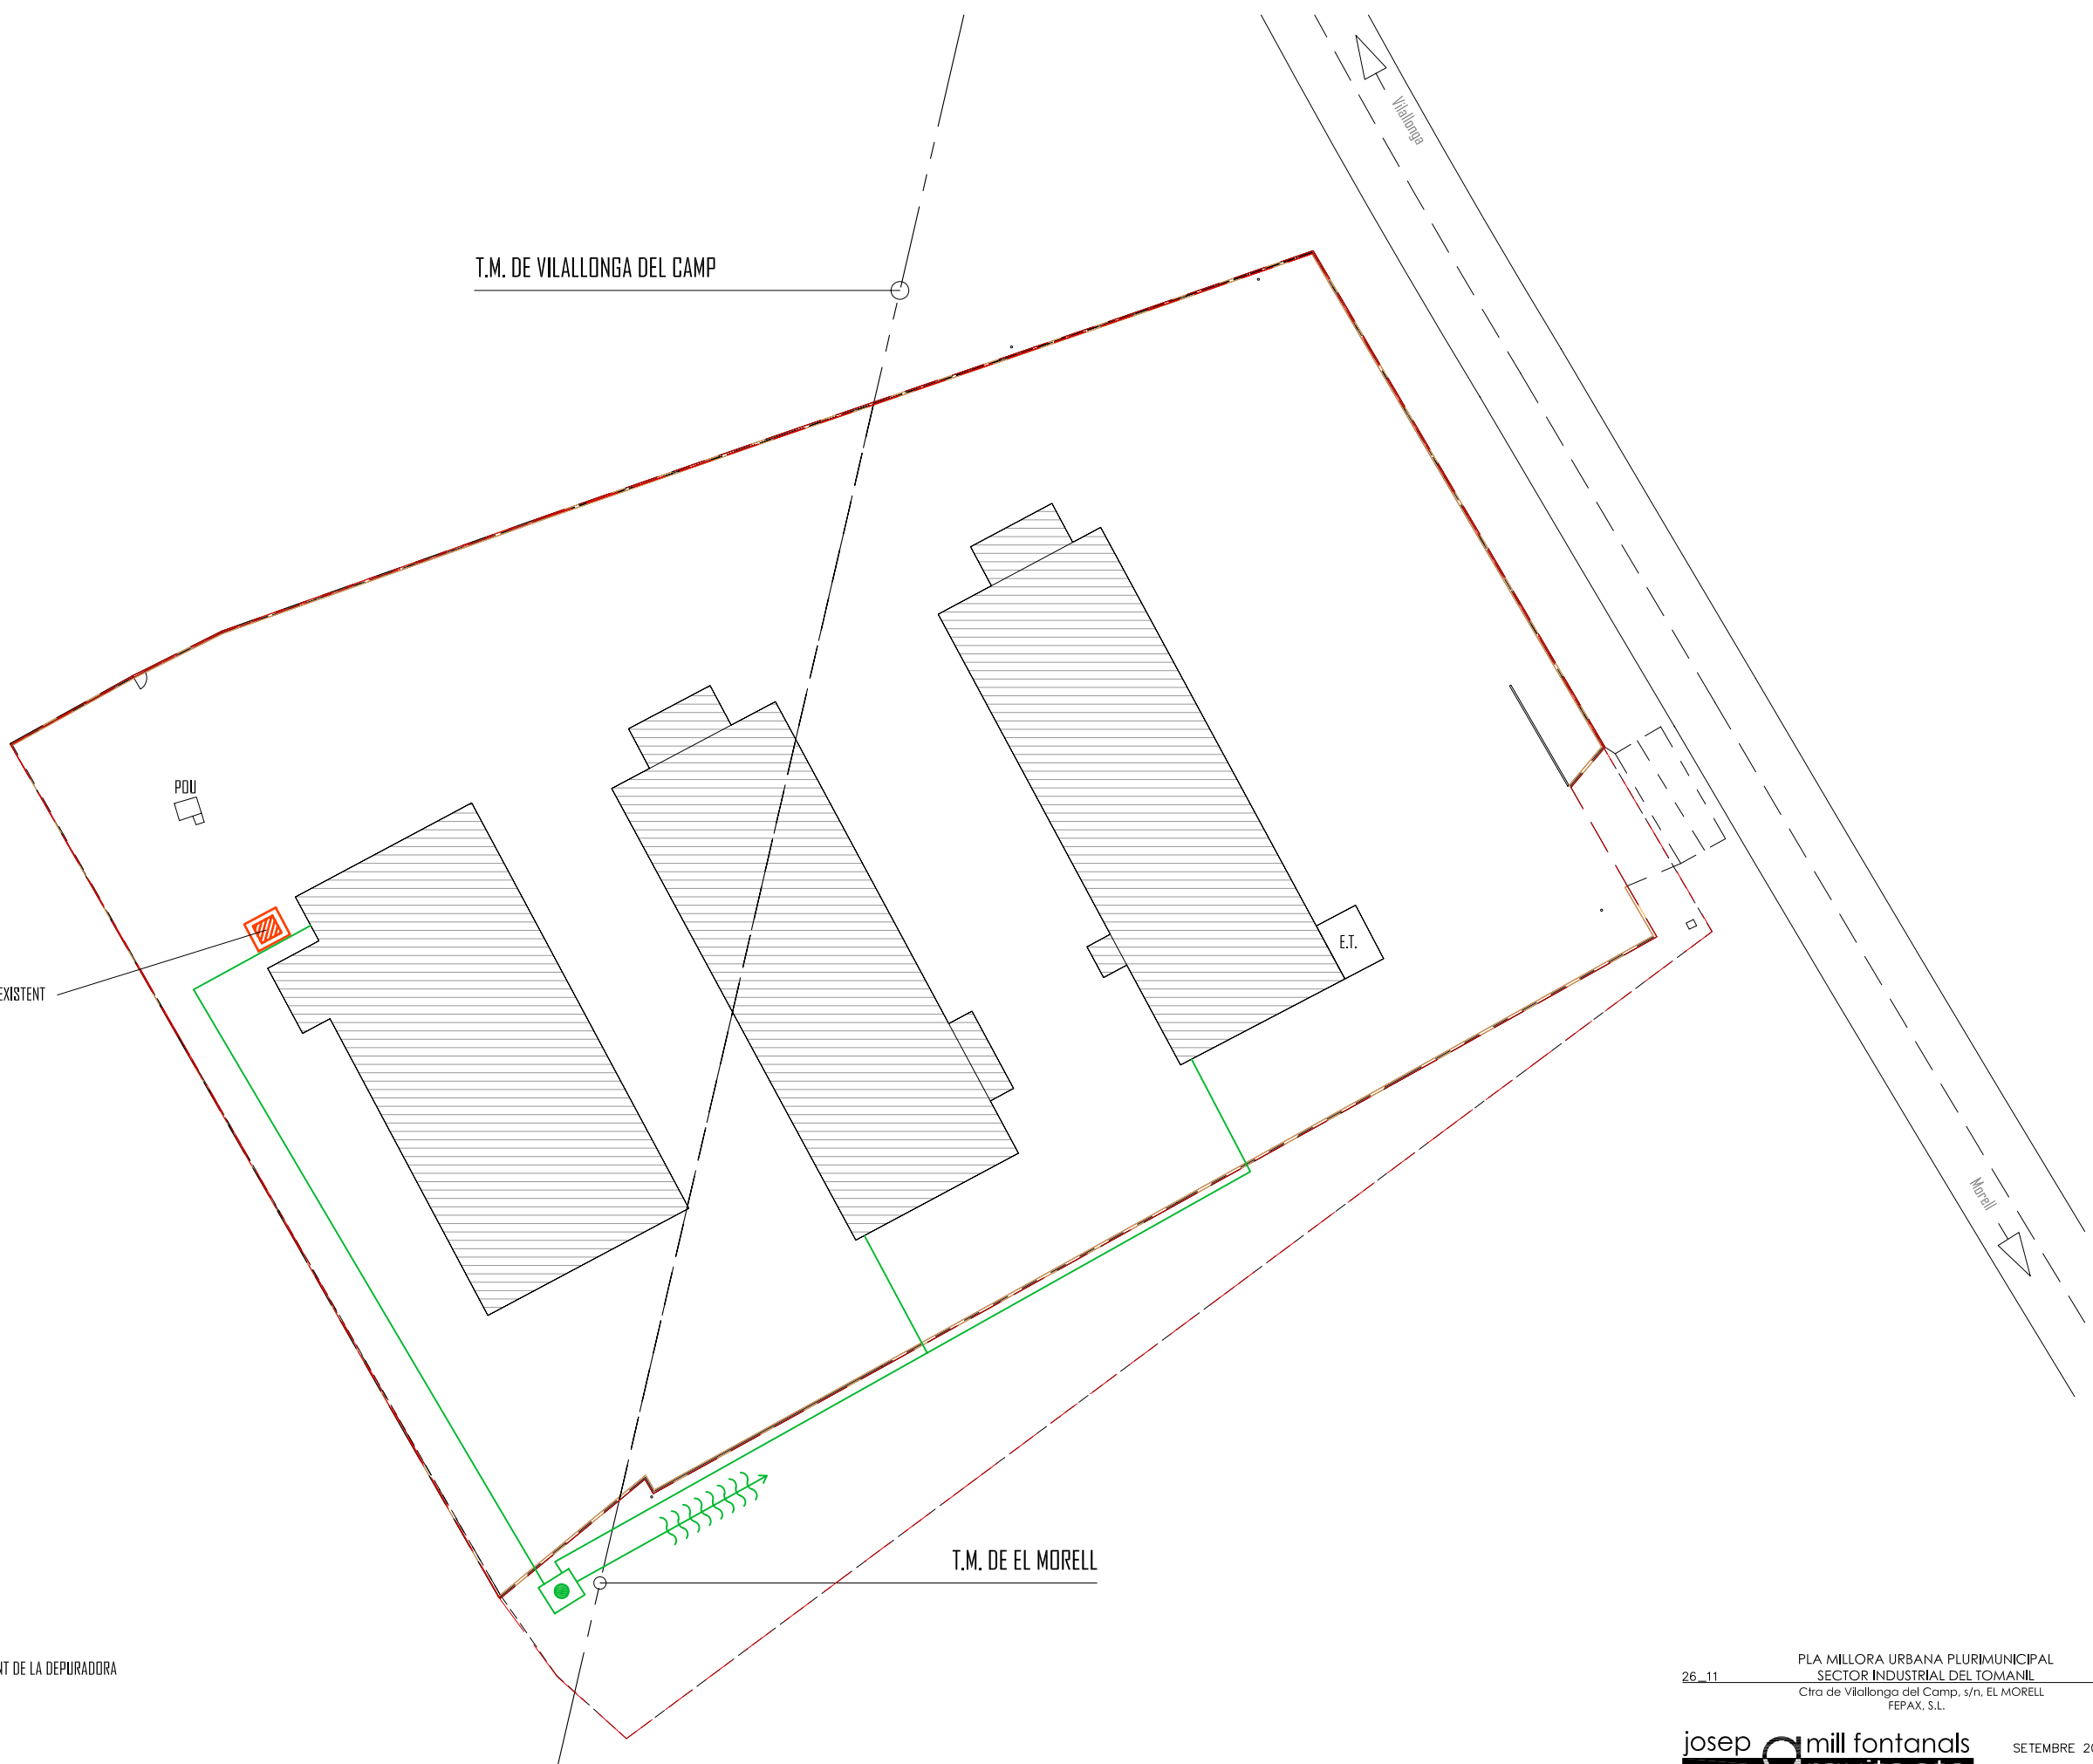 Vilallonga
T.M. DE VILALLONGA DEL CAMP
POU
E.T.
EXISTENT
Morell
T.M. DE EL MORELL
DE LA DEPURADORA
PLA MILLORA URBANA PLURIMUNICIPAL
26_11 SECTOR INDUSTRIAL DEL TOMANIL
Ctra de Vilallonga del Camp, s/n, EL MORELL
FEPAX, S.L.
josep mill fontanals
SETEMBRE